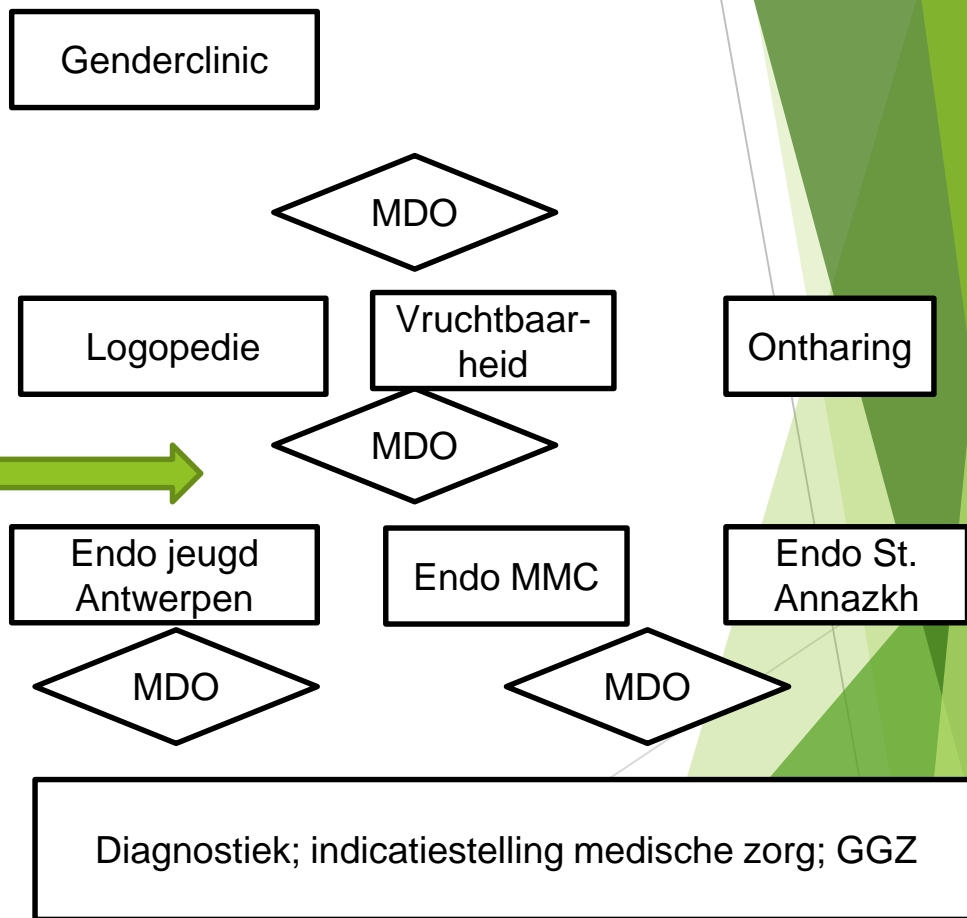 Genderclinic
MDO
Logopedie
Vruchtbaar-
heid
Ontharing
MDO
Endo jeugd
Antwerpen
Endo MMC
Endo St.
Annazkh
MDO
MDO
Diagnostiek; indicatiestelling medische zorg; GGZ